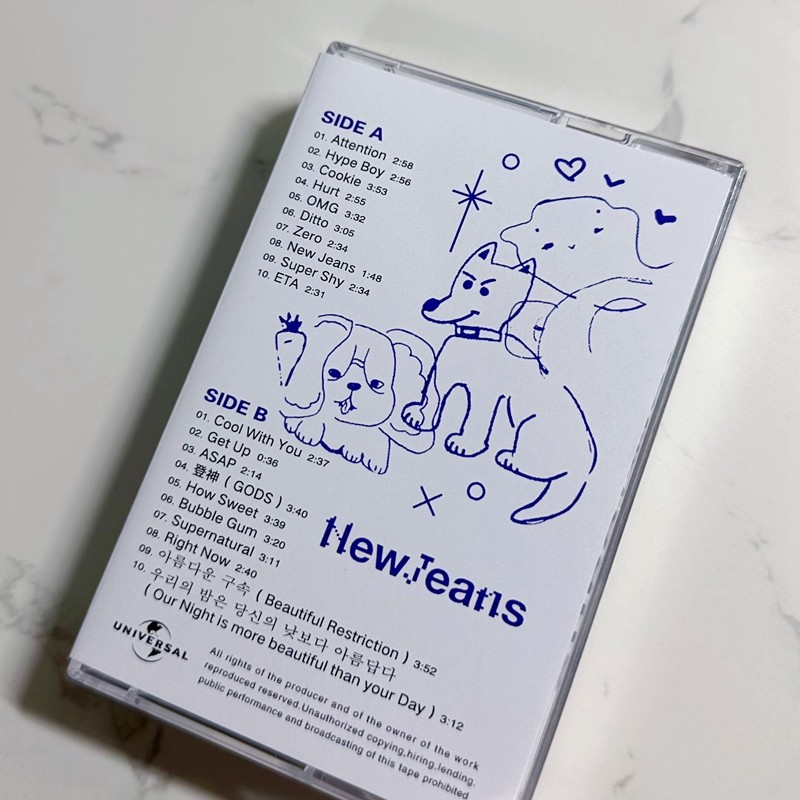 SIDE A
01. Attention 2:58
02. Hype Boy 2:56
03. Cookie 3:53
04. Hurt 2:55
05. OMG 3:32
06. Ditto 3:05
07. Zero 2:34
08. New Jeans 1:48
09. Super Shy 2:34
10. ETA 2:31
SIDE B
01. Cool With You 2:37
02. Get Up 0:36
03. ASAP 2:14
04. 登神 ( GODS ) 3:40
05. How Sweet 3:39
06. Bubble Gum 3:20
07. Supernatural 3:11
08. Right Now 2:40
09. 아름다운 구속 ( Beautiful Restriction ) 3:52
10. 우리의 밤은 당신의 낮보다 아름답다
( Our Night is more beautiful than your Day ) 3:12
NewJeans
UNIVERSAL
All rights of the producer and of the owner of the work
reproduced reserved.Unauthorized copying,hiring,lending.
public performance and broadcasting of this tape prohibited